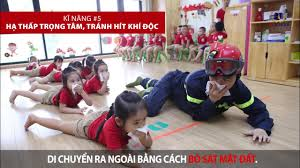 KĨ NĂNG #5
HẠ THẤP TRỌNG TÂM, TRÁNH HÍT KHÍ ĐỘC
DI CHUYỂN RA NGOÀI BẰNG CÁCH BÒ SÁT MẶT ĐẤT.